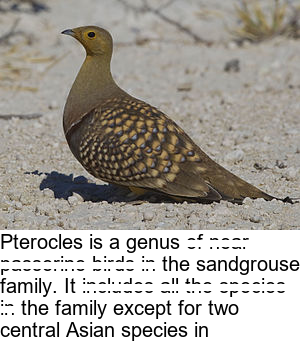 Pterocles is a genus of near
passerine birds in the sandgrouse
family. It includes all the species
in the family except for two
central Asian species in